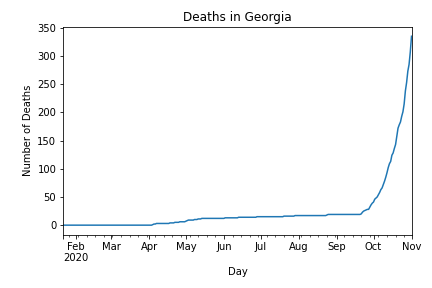 Deaths in Georgia
350
300
250
200
150
100
50
0
Number of Deaths
Feb Mar Apr May Jun Jul Aug Sep Oct Nov
2020
Day